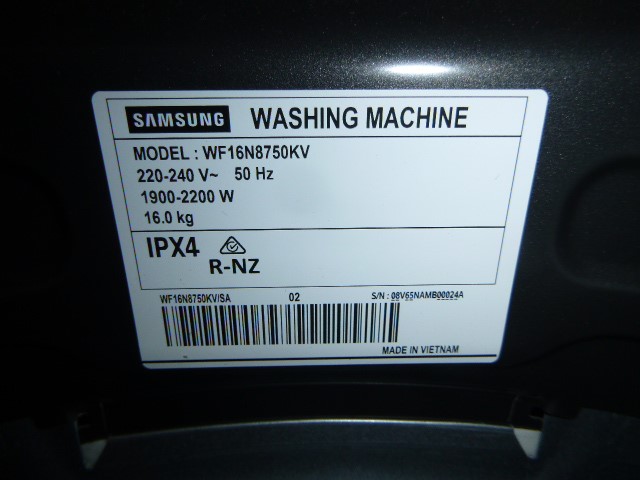 SAMSUNG WASHING MACHINE
MODEL : WF16N8750KV
220-240 V~ 50 Hz
1900-2200 W
16.0 kg
IPX4
R-NZ
WF16N8750KV/SA 02 S/N : 08V65NAMB00024A
MADE IN VIETNAM